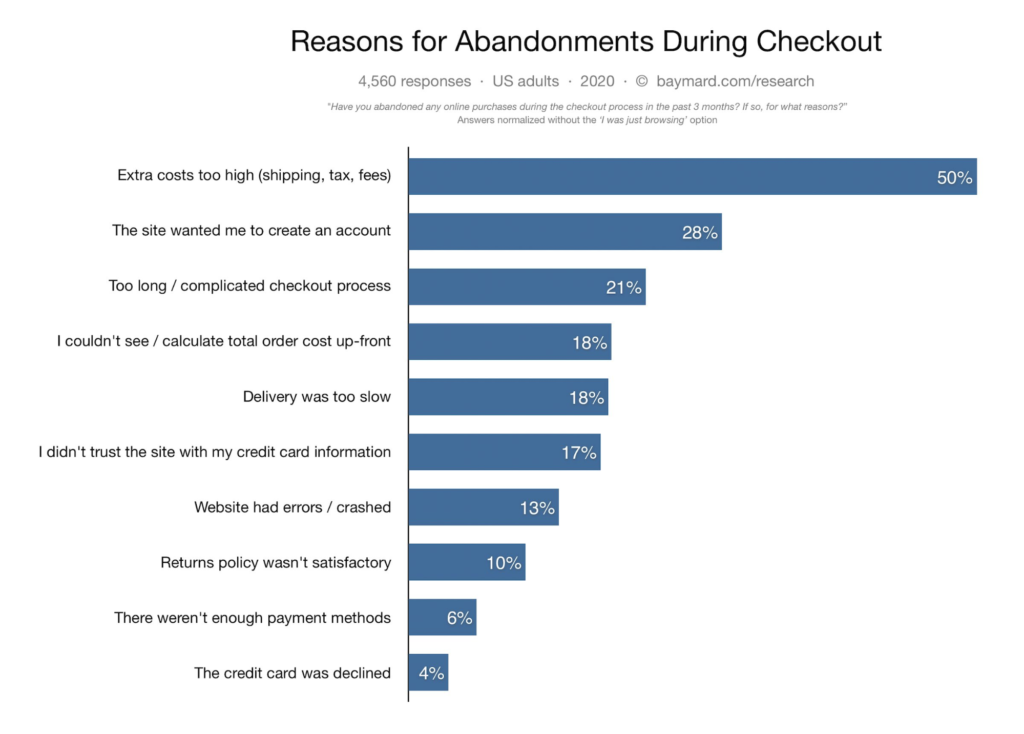 Reasons for Abandonments During Checkout
4,560 responses · US adults · 2020 · © baymard.com/research
"Have you abandoned any online purchases during the checkout process in the past 3 months? If so, for what reasons?"
Answers normalized without the 'I was just browsing' option
Extra costs too high (shipping, tax, fees) 50%
The site wanted me to create an account 28%
Too long / complicated checkout process 21%
I couldn't see / calculate total order cost up-front 18%
Delivery was too slow 18%
I didn't trust the site with my credit card information 17%
Website had errors / crashed 13%
Returns policy wasn't satisfactory 10%
There weren't enough payment methods 6%
The credit card was declined 4%